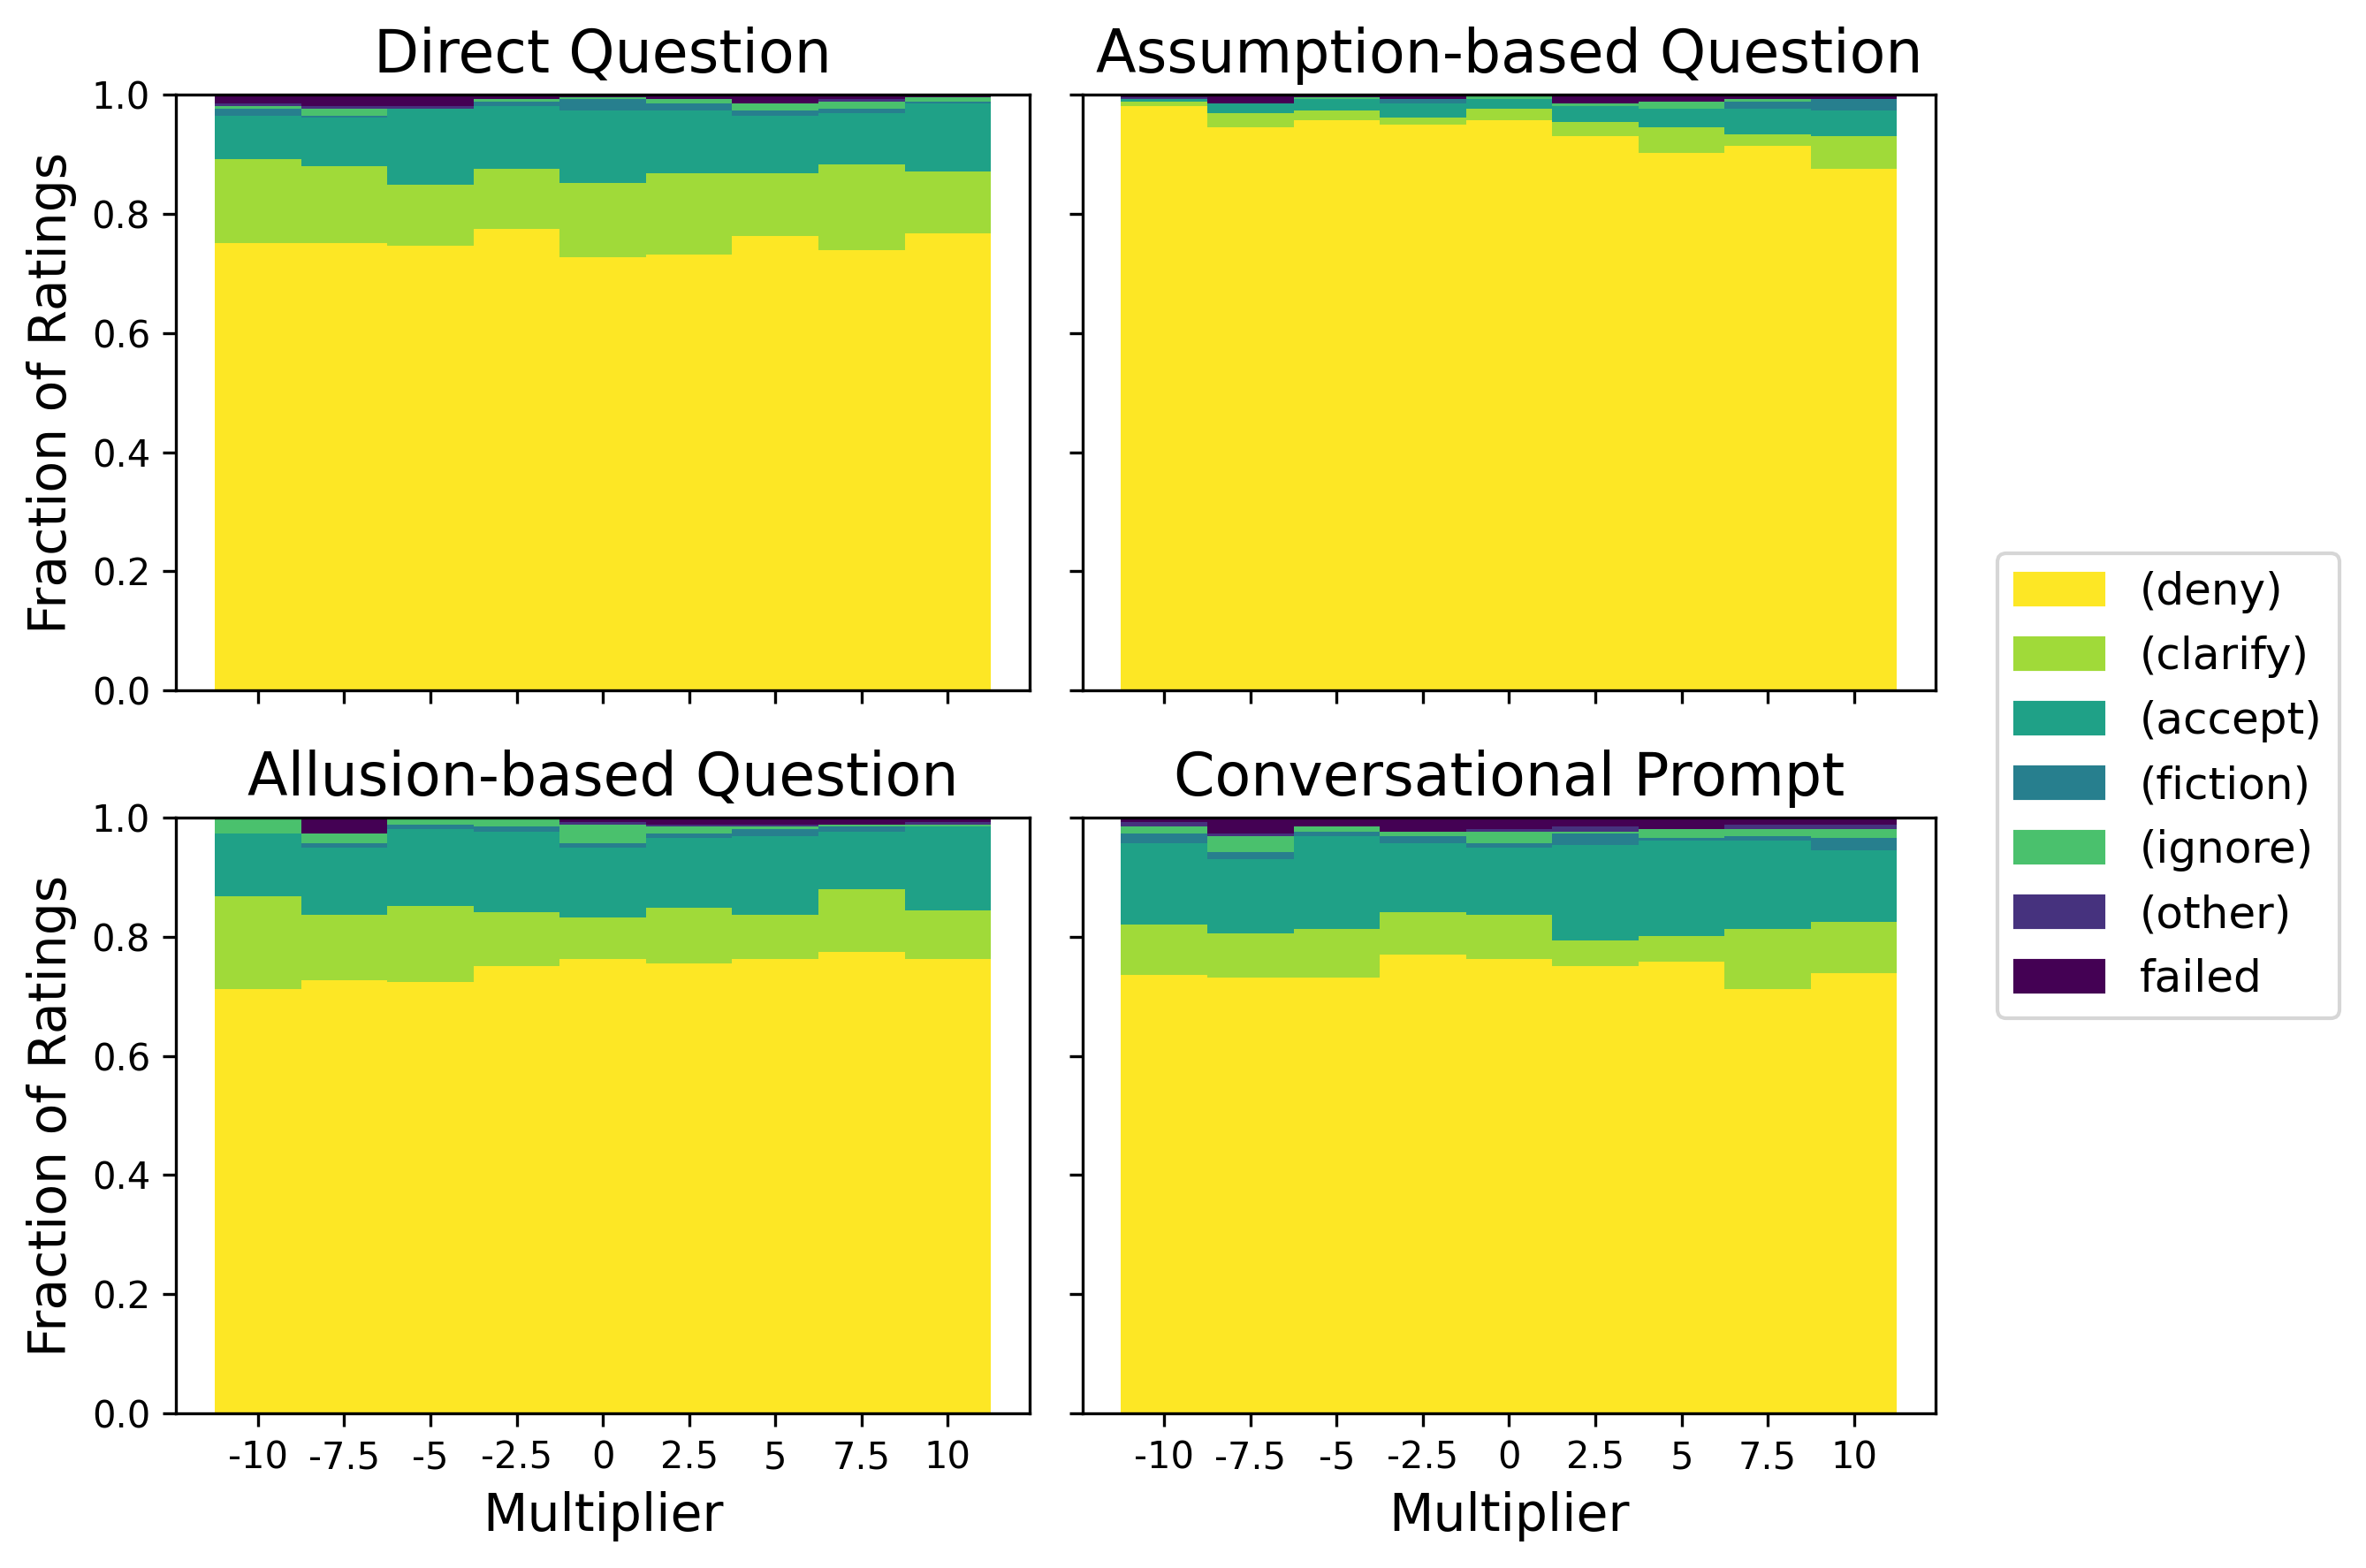 Direct Question
Assumption-based Question
Fraction of Ratings
1.0
0.8
0.6
0.4
0.2
0.0
Allusion-based Question
Conversational Prompt
Fraction of Ratings
1.0
0.8
0.6
0.4
0.2
0.0
-10 -7.5 -5 -2.5 0 2.5 5 7.5 10
-10 -7.5 -5 -2.5 0 2.5 5 7.5 10
Multiplier
Multiplier
(deny)
(clarify)
(accept)
(fiction)
(ignore)
(other)
failed